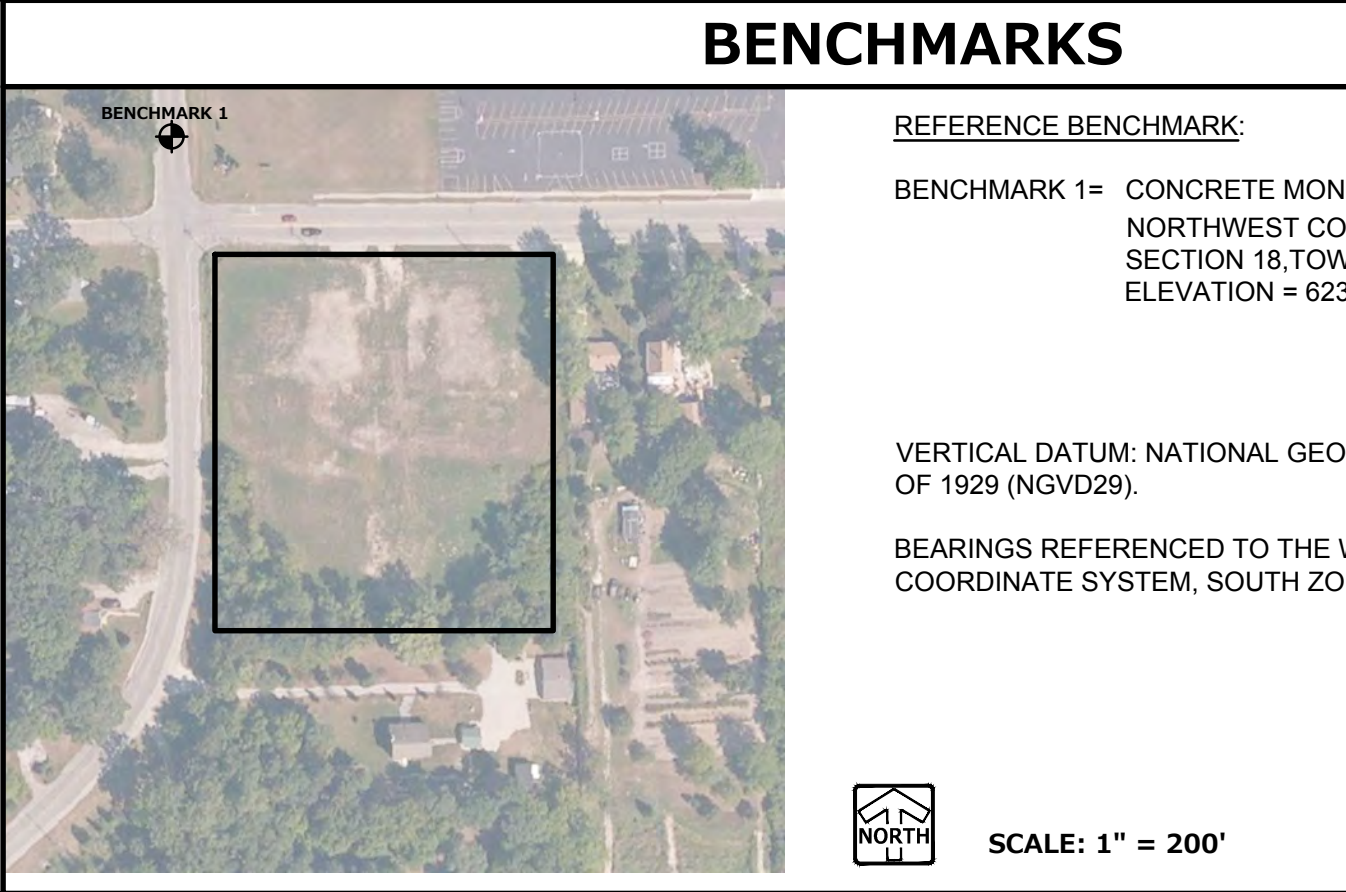 BENCHMARKS
BENCHMARK 1
REFERENCE BENCHMARK:
BENCHMARK 1= CONCRETE MON
NORTHWEST CO
SECTION 18,TOW
ELEVATION = 623
VERTICAL DATUM: NATIONAL GEO
OF 1929 (NGVD29).
BEARINGS REFERENCED TO THE W
COORDINATE SYSTEM, SOUTH ZO
NORTH
SCALE: 1" = 200'